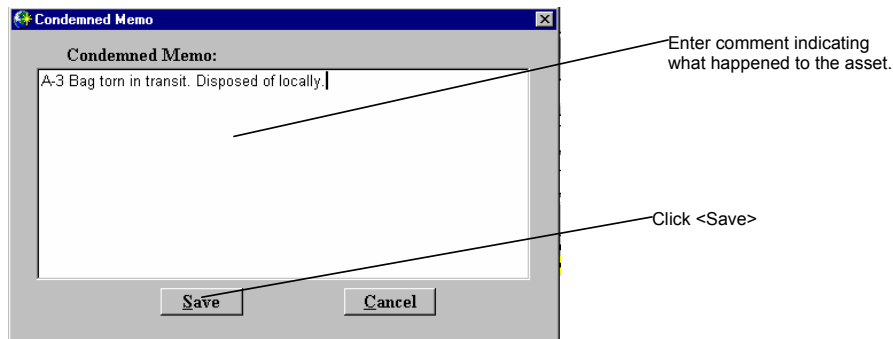 Condemned Memo
Condemned Memo:
A-3 Bag torn in transit. Disposed of locally.
Save
Cancel
Enter comment indicating
what happened to the asset.
Click <Save>